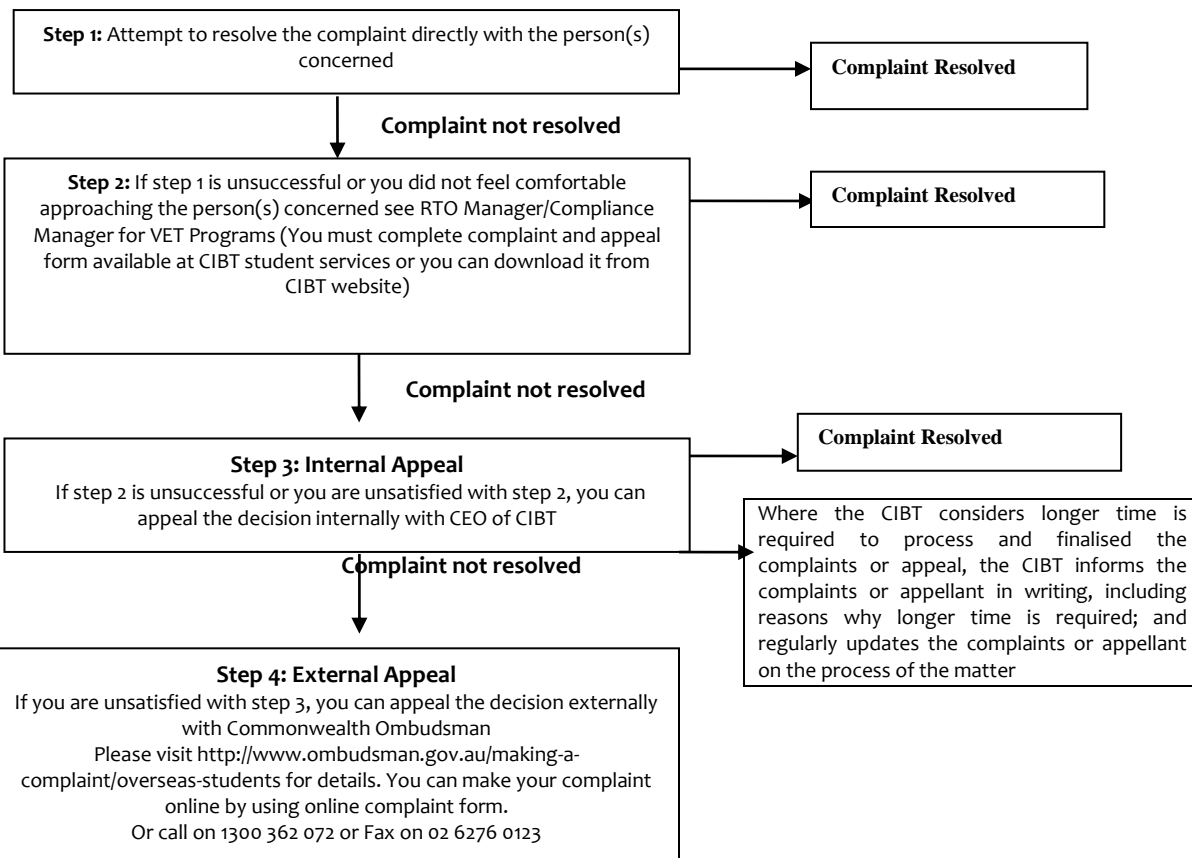 Step 1: Attempt to resolve the complaint directly with the person(s)
concerned
Complaint Resolved
Complaint not resolved
Step 2: If step 1 is unsuccessful or you did not feel comfortable
approaching the person(s) concerned see RTO Manager/Compliance
Manager for VET Programs (You must complete complaint and appeal
form available at CIBT student services or you can download it from
CIBT website)
Complaint Resolved
Complaint not resolved
Step 3: Internal Appeal
If step 2 is unsuccessful or you are unsatisfied with step 2, you can
appeal the decision internally with CEO of CIBT
Complaint Resolved
Where the CIBT considers longer time is
required to process and finalised the
complaints or appeal, the CIBT informs the
complaints or appellant in writing, including
reasons why longer time is required; and
regularly updates the complaints or appellant
on the process of the matter
Complaint not resolved
Step 4: External Appeal
If you are unsatisfied with step 3, you can appeal the decision externally
with Commonwealth Ombudsman
Please visit http://www.ombudsman.gov.au/making-a-
complaint/overseas-students for details. You can make your complaint
online by using online complaint form.
Or call on 1300 362 072 or Fax on 02 6276 0123